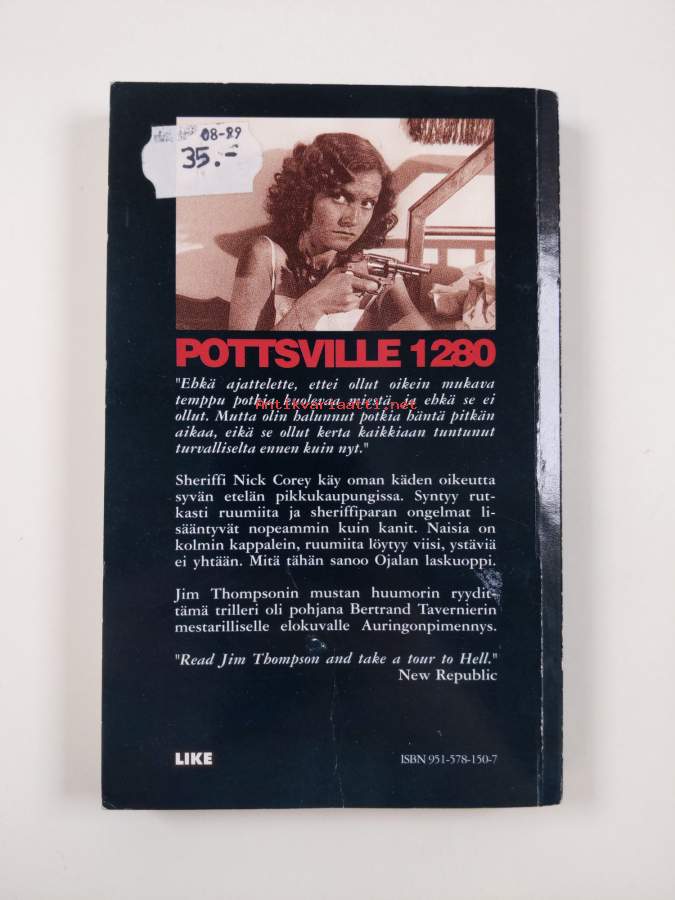 08-99
35.-
POTTSVILLE 1280
"Ehkä ajattelette, ettei ollut oikein mukava
temppu potkia kuolevaa miestä, ja ehkä se ei
ollut. Mutta olin halunnut potkia häntä pitkän
aikaa, eikä se ollut kerta kaikkiaan tuntunut
turvalliselta ennen kuin nyt."
Antikvariaatti.net
Sheriffi Nick Corey käy oman käden oikeutta
syvän etelän pikkukaupungissa. Syntyy rut-
kasti ruumiita ja sheriffiparan ongelmat li-
sääntyvät nopeammin kuin kanit. Naisia on
kolmin kappalein, ruumiita löytyy viisi, ystäviä
ei yhtään. Mitä tähän sanoo Ojalan laskuoppi.
Jim Thompsonin mustan huumorin ryydit-
tämä trilleri oli pohjana Bertrand Tavernierin
mestarilliselle elokuvalle Auringonpimennys.
"Read Jim Thompson and take a tour to Hell."
New Republic
LIKE
ISBN 951-578-150-7